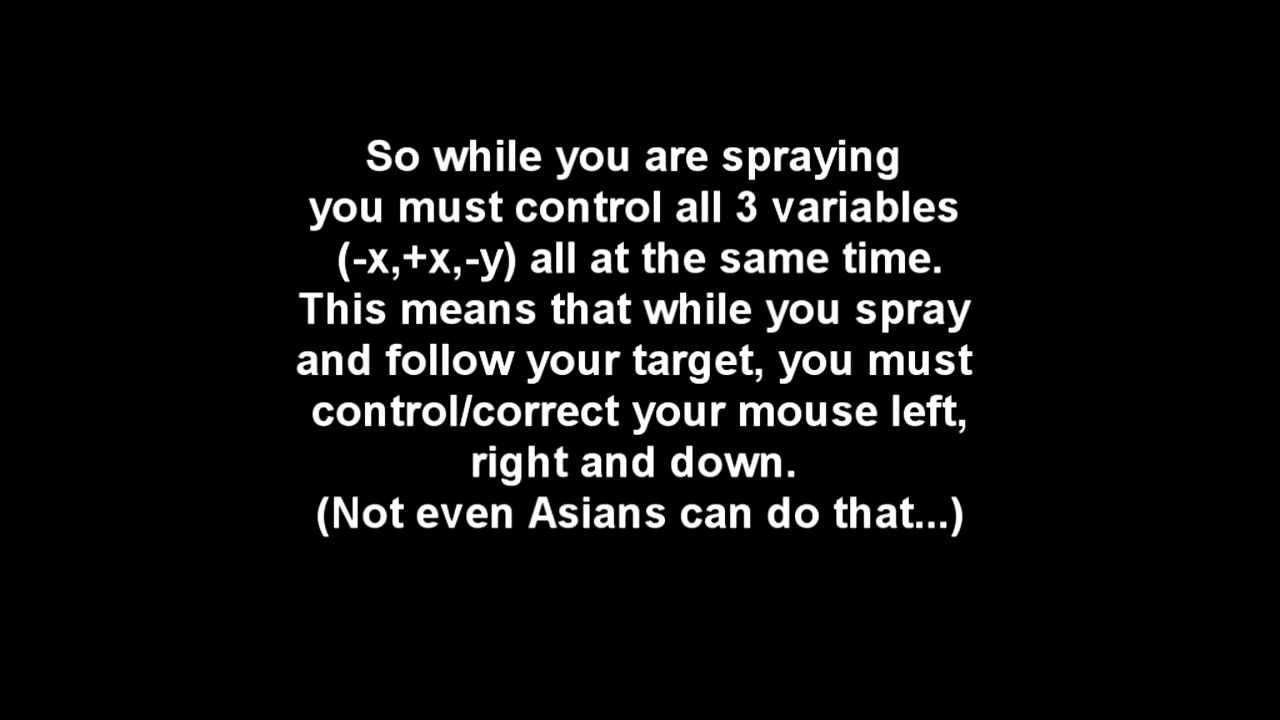 So while you are spraying
you must control all 3 variables
(-x,+x,-y) all at the same time.
This means that while you spray
and follow your target, you must
control/correct your mouse left,
right and down.
(Not even Asians can do that...)